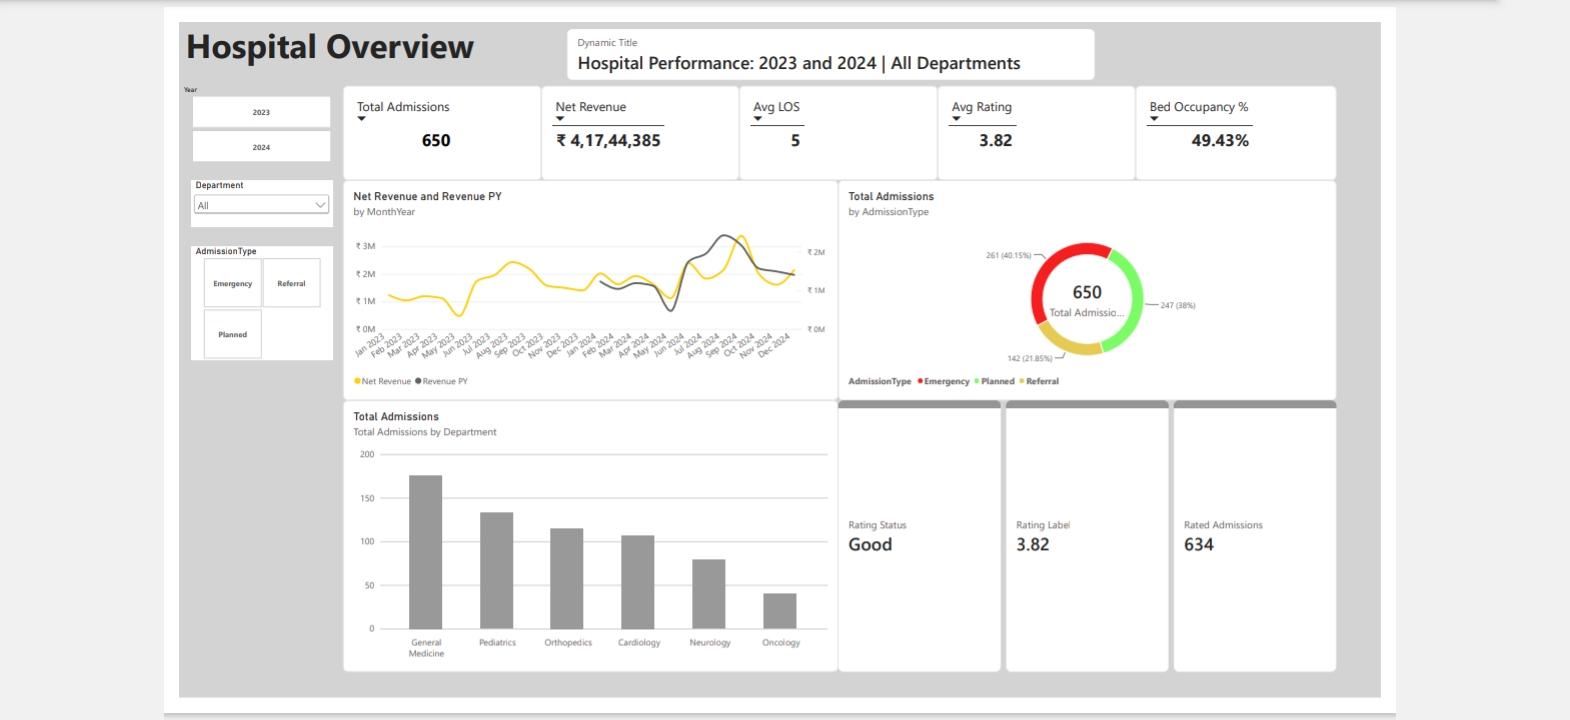 Hospital Overview
Dynamic Title
Hospital Performance: 2023 and 2024 | All Departments
Year
2023
2024
Department
All
AdmissionType
Emergency
Referral
Planned
Total Admissions
650
Net Revenue
₹ 4,17,44,385
Avg LOS
5
Avg Rating
3.82
Bed Occupancy %
49.43%
Net Revenue and Revenue PY
by MonthYear
₹ 3M
₹ 2M
₹ 1M
₹ 0M
₹ 2M
₹ 1M
₹ 0M
Jan 2023
Feb 2023
Mar 2023
Apr 2023
May 2023
Jun 2023
Jul 2023
Aug 2023
Sep 2023
Oct 2023
Nov 2023
Dec 2023
Jan 2024
Feb 2024
Mar 2024
Apr 2024
May 2024
Jun 2024
Jul 2024
Aug 2024
Sep 2024
Oct 2024
Nov 2024
Dec 2024
Net Revenue
Revenue PY
Total Admissions
by AdmissionType
261 (40.15%)
247 (38%)
142 (21.85%)
650
Total Admissio...
AdmissionType Emergency Planned Referral
Total Admissions
Total Admissions by Department
200
150
100
50
0
General
Medicine
Pediatrics
Orthopedics
Cardiology
Neurology
Oncology
Rating Status
Good
Rating Label
3.82
Rated Admissions
634